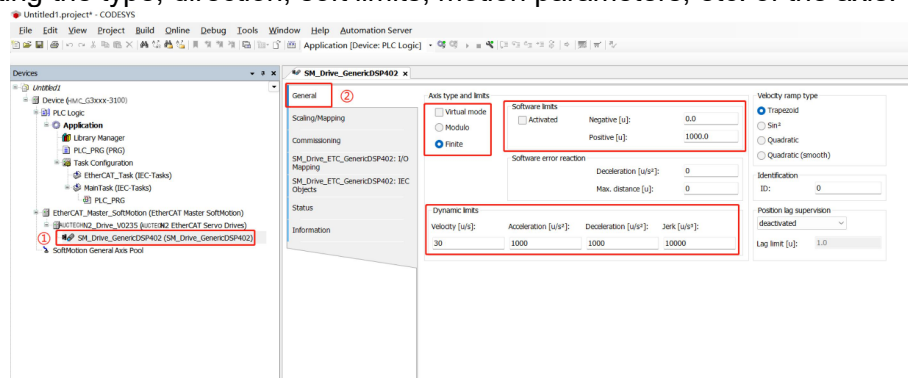 ing the type, direction, soft limits, motion parameters, etc. of the axis.
Untitled1.project* - CODESYS
File Edit View Project Build Online Debug Tools Window Help Automation Server
Application [Device: PLC Logic]
Devices
Untitled1
Device (HMC_G3xxx-3100)
PLC Logic
Application
Library Manager
PLC_PRG (PRG)
Task Configuration
EtherCAT_Task (IEC-Tasks)
MainTask (IEC-Tasks)
PLC_PRG
EtherCAT_Master_SoftMotion (EtherCAT Master SoftMotion)
AUCTECHN2_Drive_V0235 (AUCTECN2 EtherCAT Servo Drives)
① SM_Drive_GenericDSP402 (SM_Drive_GenericDSP402)
SoftMotion General Axis Pool
SM_Drive_GenericDSP402 x
General ②
Scaling/Mapping
Commissioning
SM_Drive_ETC_GenericDSP402: I/O
Mapping
SM_Drive_ETC_GenericDSP402: IEC
Objects
Status
Information
Axis type and limits
Virtual mode
Modulo
Finite
Software limits
Activated Negative [u]: 0.0
Positive [u]: 1000.0
Software error reaction
Deceleration [u/s²]: 0
Max. distance [u]: 0
Dynamic limits
Velocity [u/s]: Acceleration [u/s²]: Deceleration [u/s²]: Jerk [u/s³]:
30 1000 1000 10000
Velocity ramp type
Trapezoid
Sin²
Quadratic
Quadratic (smooth)
Identification
ID: 0
Position lag supervision
deactivated
Lag limit [u]: 1.0